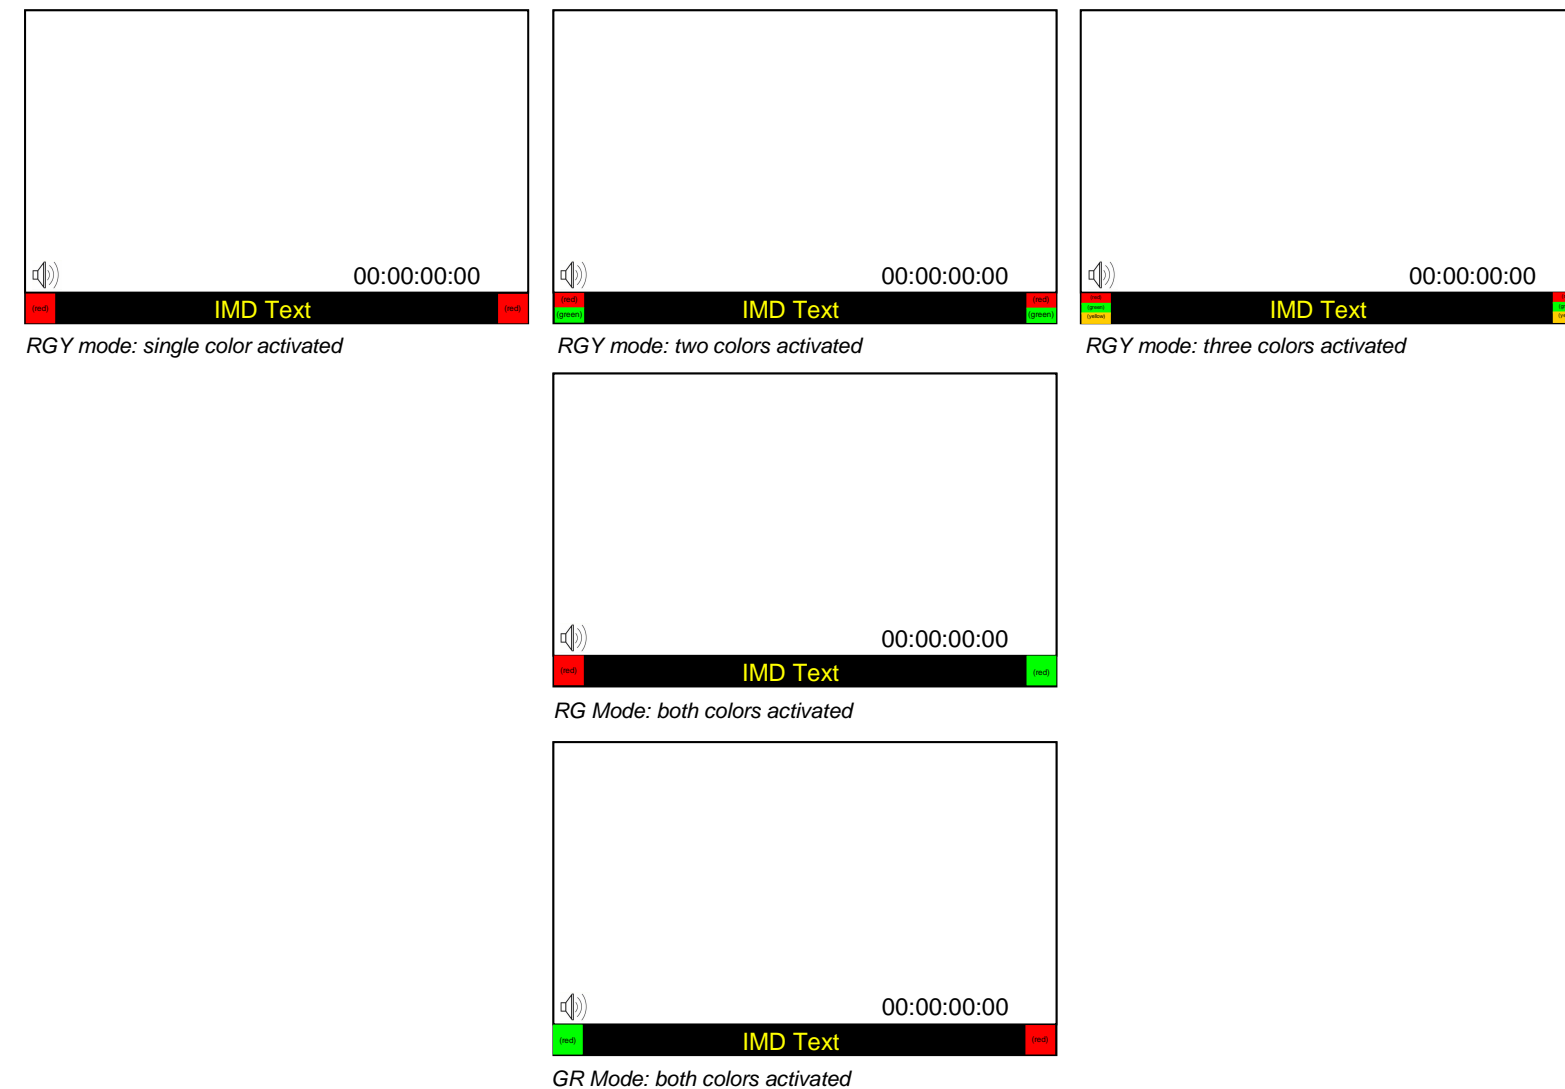 00:00:00:00
(red) IMD Text (red)
RGY mode: single color activated
00:00:00:00
(red) (red)
IMD Text
(green) (green)
RGY mode: two colors activated
00:00:00:00
(red)
(green)
IMD Text
(yellow)
RGY mode: three colors activated
00:00:00:00
(red) IMD Text (red)
RG Mode: both colors activated
00:00:00:00
(red) IMD Text (red)
GR Mode: both colors activated